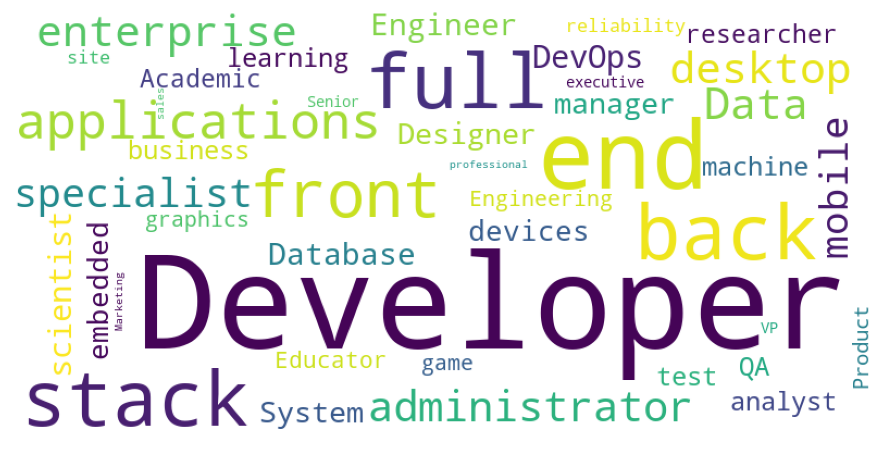 enterprise
Engineer
reliability
researcher
site
learning
full
DevOps
desktop
Academic
executive
sales
Senior
manager
Data
applications
Designer
end
mobile
business
professional
machine
specialist
front
Engineering
back
graphics
devices
scientist
embedded
Marketing
Database
Developer
VP
Product
Educator
game
test
QA
stack
System
administrator
analyst